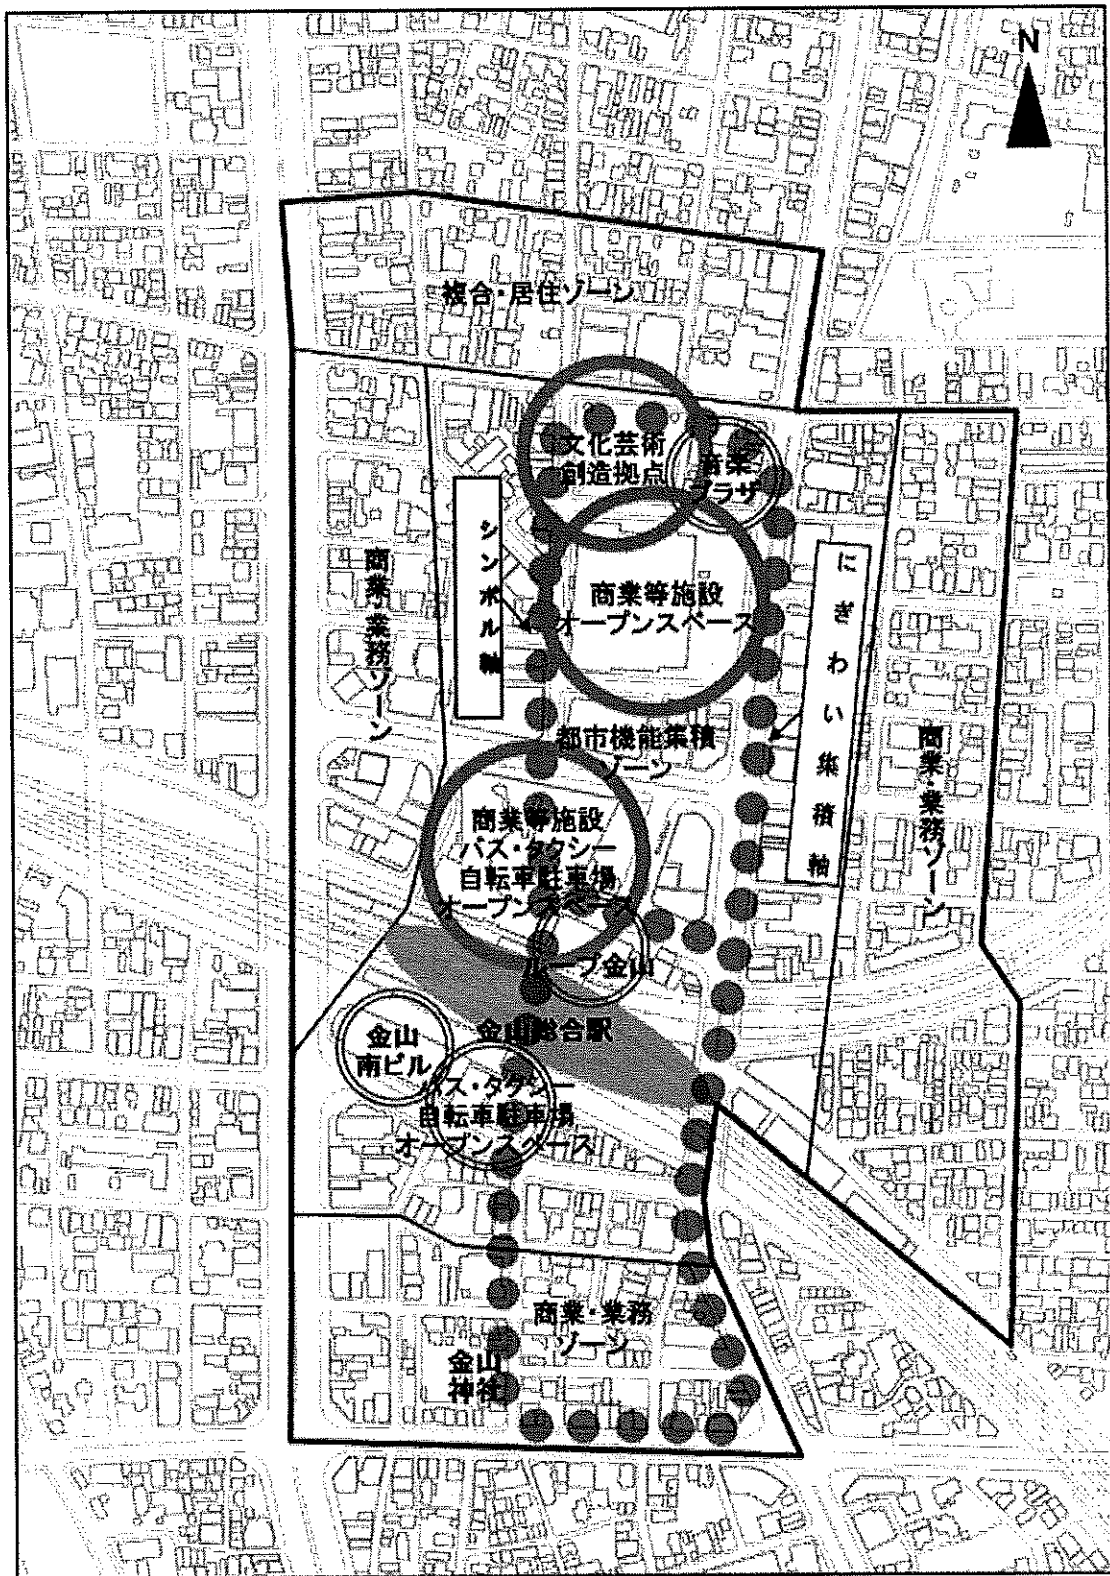 N
複合・居住ゾーン
文化芸術
創造拠点
音楽
プラザ
シンボル軸
商業・業務ゾーン
商業等施設
オープンスペース
にぎわい集積軸
都市機能集積
ゾーン
商業・業務ゾーン
商業等施設
バス・タクシー
自転車駐車場
オープンスペース
ループ金山
金山総合駅
金山
南ビル
バス・タクシー
自転車駐車場
オープンスペース
商業・業務
ゾーン
金山
神社